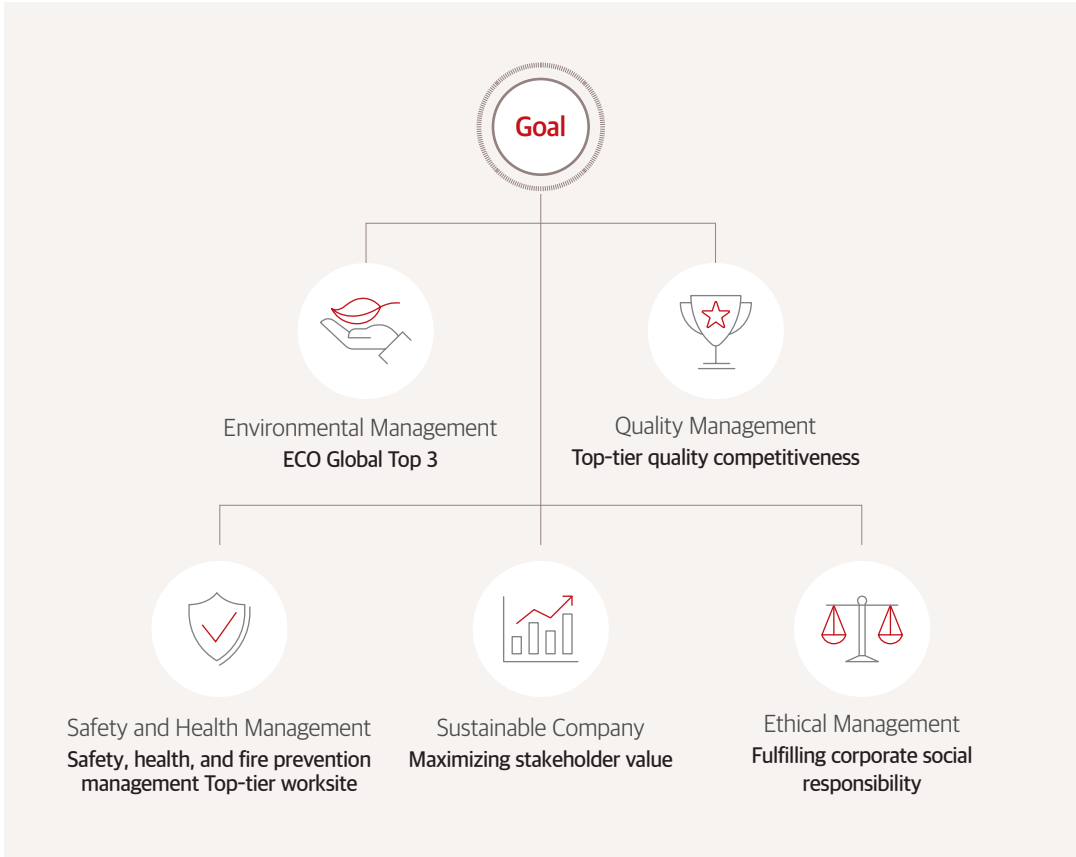 Goal
Environmental Management
ECO Global Top 3
Quality Management
Top-tier quality competitiveness
Safety and Health Management
Safety, health, and fire prevention
management Top-tier worksite
Sustainable Company
Maximizing stakeholder value
Ethical Management
Fulfilling corporate social
responsibility